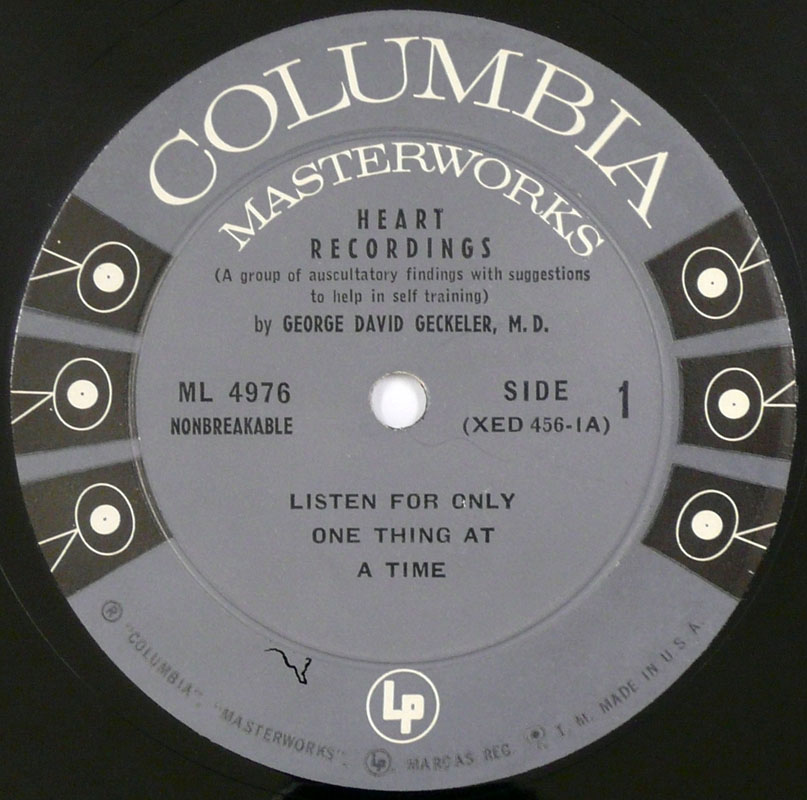 COLUMBIA
MASTERWORKS
HEART
RECORDINGS
(A group of auscultatory findings with suggestions
to help in self training)
by GEORGE DAVID GECKELER, M.D.
ML 4976
NONBREAKABLE
SIDE 1
(XED 456-1A)
LISTEN FOR ONLY
ONE THING AT
A TIME
LP
® "COLUMBIA", "MASTERWORKS", LP, MARCAS REG. T. M. MADE IN U. S. A.